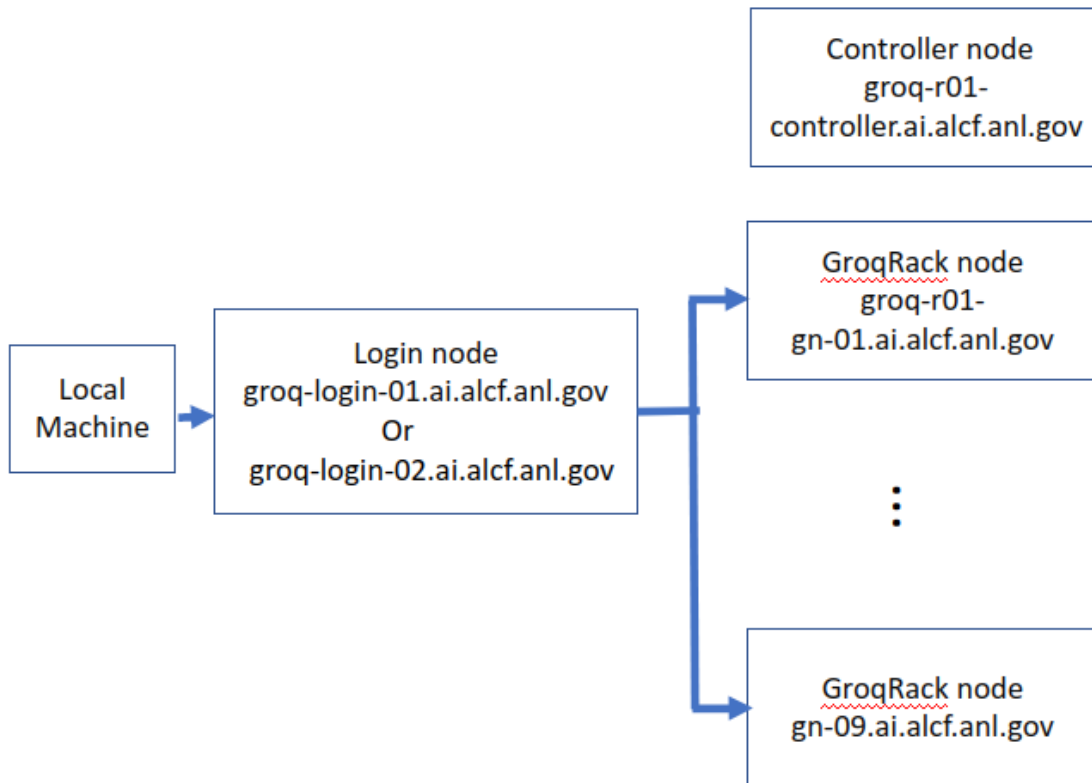 Controller node
groq-r01-
controller.ai.alcf.anl.gov
GroqRack node
groq-r01-
gn-01.ai.alcf.anl.gov
Local
Machine
Login node
groq-login-01.ai.alcf.anl.gov
Or
groq-login-02.ai.alcf.anl.gov
GroqRack node
gn-09.ai.alcf.anl.gov